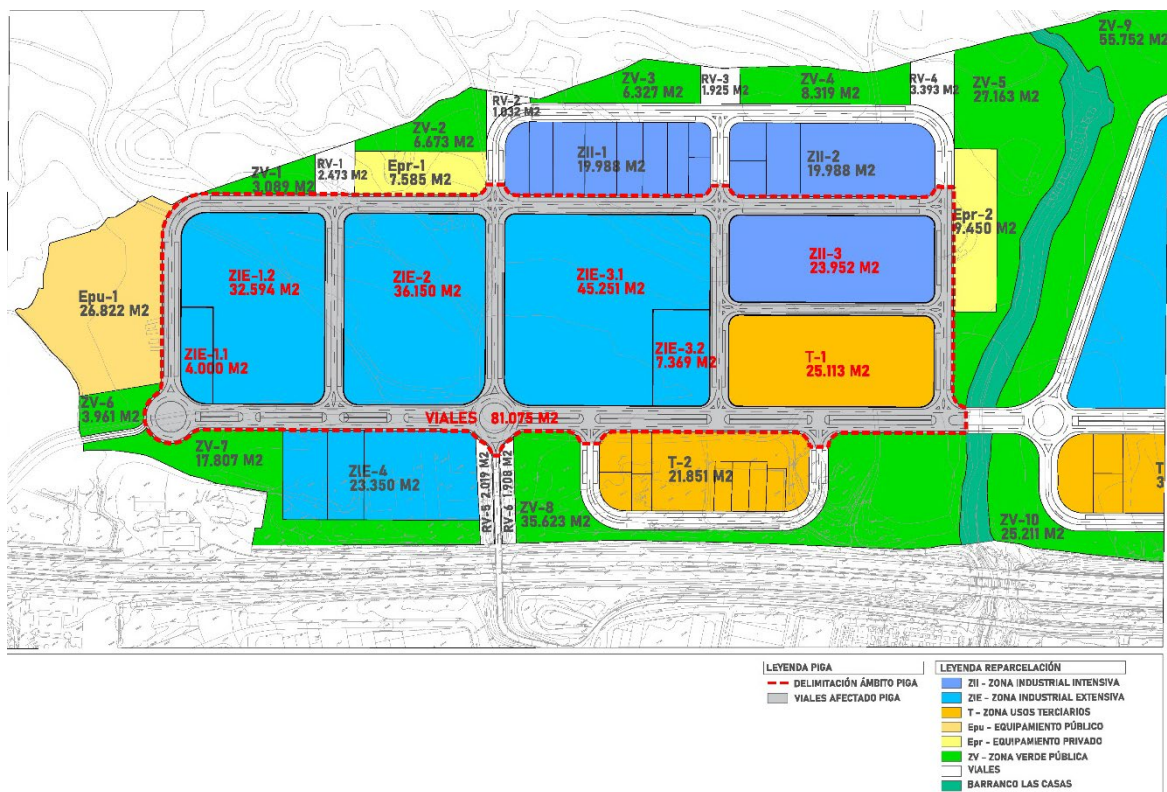 ZV-9
55.752 M2
ZV-3
6.327 M2
RV-3
1.925 M2
ZV-4
8.319 M2
RV-4
3.393 M2
ZV-5
27.163 M2
RV-2
1.032 M2
ZV-2
6.673 M2
RV-1
2.473 M2
Epr-1
7.585 M2
ZV-1
3.089 M2
ZII-1
19.988 M2
ZII-2
19.988 M2
Epr-2
9.450 M2
Epu-1
26.822 M2
ZIE-1.2
32.594 M2
ZIE-2
36.150 M2
ZIE-3.1
45.251 M2
ZII-3
23.952 M2
ZIE-1.1
4.000 M2
ZIE-3.2
7.369 M2
T-1
25.113 M2
ZV-6
3.961 M2
VIALES 81.075 M2
ZV-7
17.807 M2
ZIE-4
23.350 M2
RV-5 2.019 M2
RV-6 1.908 M2
ZV-8
35.623 M2
T-2
21.851 M2
ZV-10
25.211 M2
T
3
LEYENDA PIGA
DELIMITACIÓN ÁMBITO PIGA
VIALES AFECTADO PIGA
LEYENDA REPARCELACIÓN
ZII - ZONA INDUSTRIAL INTENSIVA
ZIE - ZONA INDUSTRIAL EXTENSIVA
T - ZONA USOS TERCIARIOS
Epu - EQUIPAMIENTO PÚBLICO
Epr - EQUIPAMIENTO PRIVADO
ZV - ZONA VERDE PÚBLICA
VIALES
BARRANCO LAS CASAS